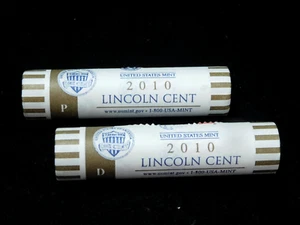 UNITED STATES MINT
2010
P
LINCOLN CENT
www.usmint.gov • 1-800-USA-MINT
UNITED STATES MINT
2010
D
LINCOLN CENT
www.usmint.gov • 1-800-USA-MINT